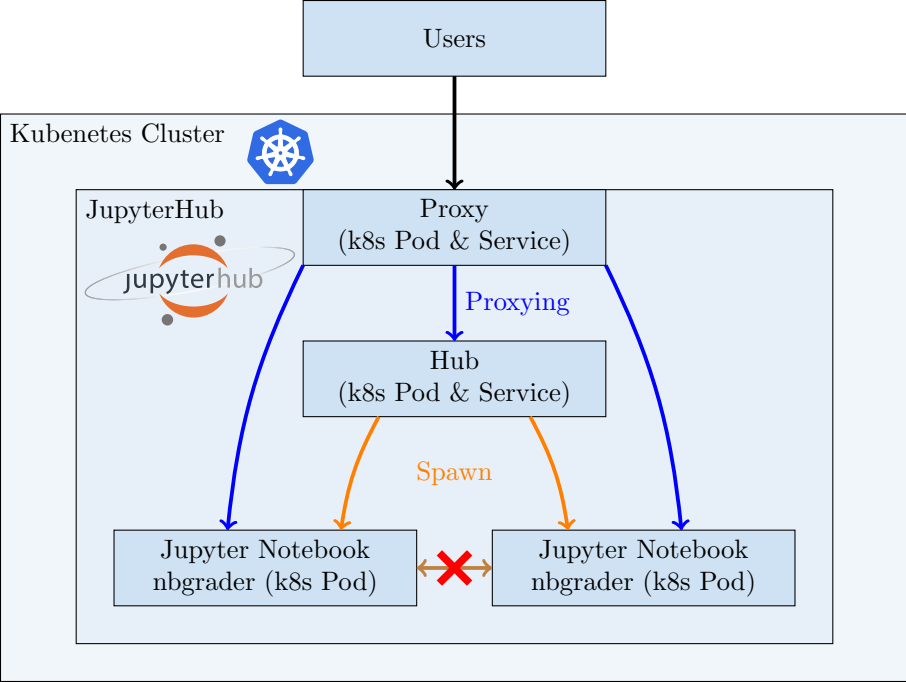 Users
Kubenetes Cluster
JupyterHub
jupyterhub
Proxy
(k8s Pod & Service)
Proxying
Hub
(k8s Pod & Service)
Spawn
Jupyter Notebook
nbgrader (k8s Pod)
Jupyter Notebook
nbgrader (k8s Pod)